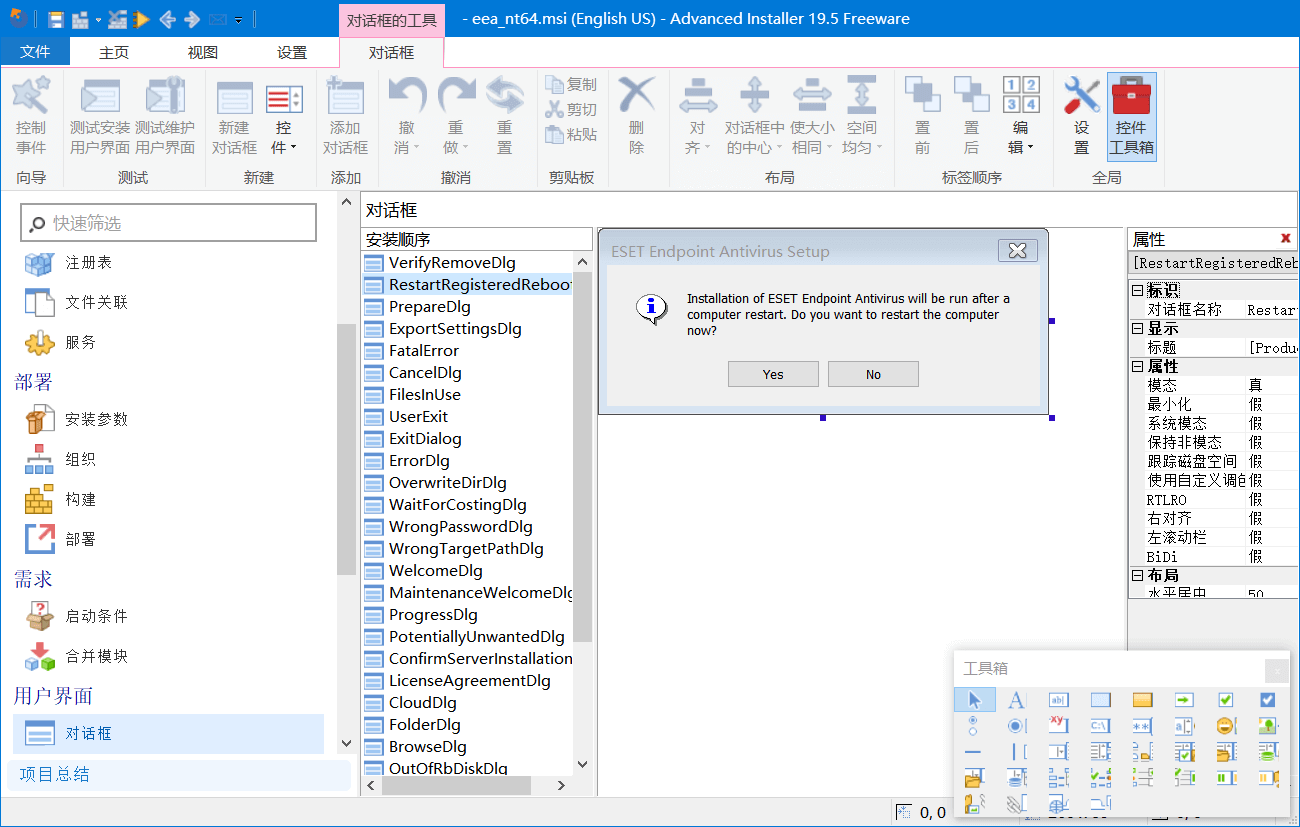 对话框的工具 - eea_nt64.msi (English US) - Advanced Installer 19.5 Freeware
文件 主页 视图 设置 对话框
控制事件 测试安装用户界面 测试维护用户界面 新建对话框 控件 添加对话框 撤消 重做 重置 复制 剪切 粘贴 删除 对齐 对话框中的中心 使大小相同 空间均匀 置前 置后 编辑 设置 控件工具箱
向导 测试 新建 添加 撤消 剪贴板 布局 标签顺序 全局
快速筛选
注册表
文件关联
服务
部署
安装参数
组织
构建
部署
需求
启动条件
合并模块
用户界面
对话框
项目总结
对话框
安装顺序
VerifyRemoveDlg
RestartRegisteredReboot
PrepareDlg
ExportSettingsDlg
FatalError
CancelDlg
FilesInUse
UserExit
ExitDialog
ErrorDlg
OverwriteDirDlg
WaitForCostingDlg
WrongPasswordDlg
WrongTargetPathDlg
WelcomeDlg
MaintenanceWelcomeDlg
ProgressDlg
PotentiallyUnwantedDlg
ConfirmServerInstallation
LicenseAgreementDlg
CloudDlg
FolderDlg
BrowseDlg
OutOfRbDiskDlg
ESET Endpoint Antivirus Setup
Installation of ESET Endpoint Antivirus will be run after a
computer restart. Do you want to restart the computer
now?
Yes No
属性
[RestartRegisteredReb
标识
对话框名称 Restar
显示
标题 [Produ
属性
模态 真
最小化 假
系统模态 假
保持非模态 假
跟踪磁盘空间 假
使用自定义调色 假
RTLRO 假
右对齐 假
左滚动栏 假
BiDi 假
布局
水平居中 50
工具箱
0, 0